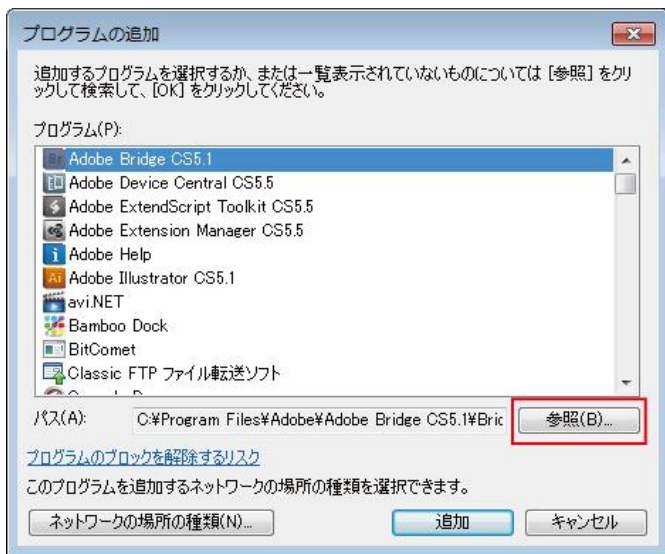 プログラムの追加
追加するプログラムを選択するか、または一覧表示されていないものについては [参照] をクリ
ックして検索して、[OK] をクリックしてください。
プログラム(P):
Adobe Bridge CS5.1
Adobe Device Central CS5.5
Adobe ExtendScript Toolkit CS5.5
Adobe Extension Manager CS5.5
Adobe Help
Adobe Illustrator CS5.1
avi.NET
Bamboo Dock
BitComet
Classic FTP ファイル転送ソフト
パス(A): C:¥Program Files¥Adobe¥Adobe Bridge CS5.1¥Bric 参照(B)...
プログラムのブロックを解除するリスク
このプログラムを追加するネットワークの場所の種類を選択できます。
ネットワークの場所の種類(N)... 追加 キャンセル